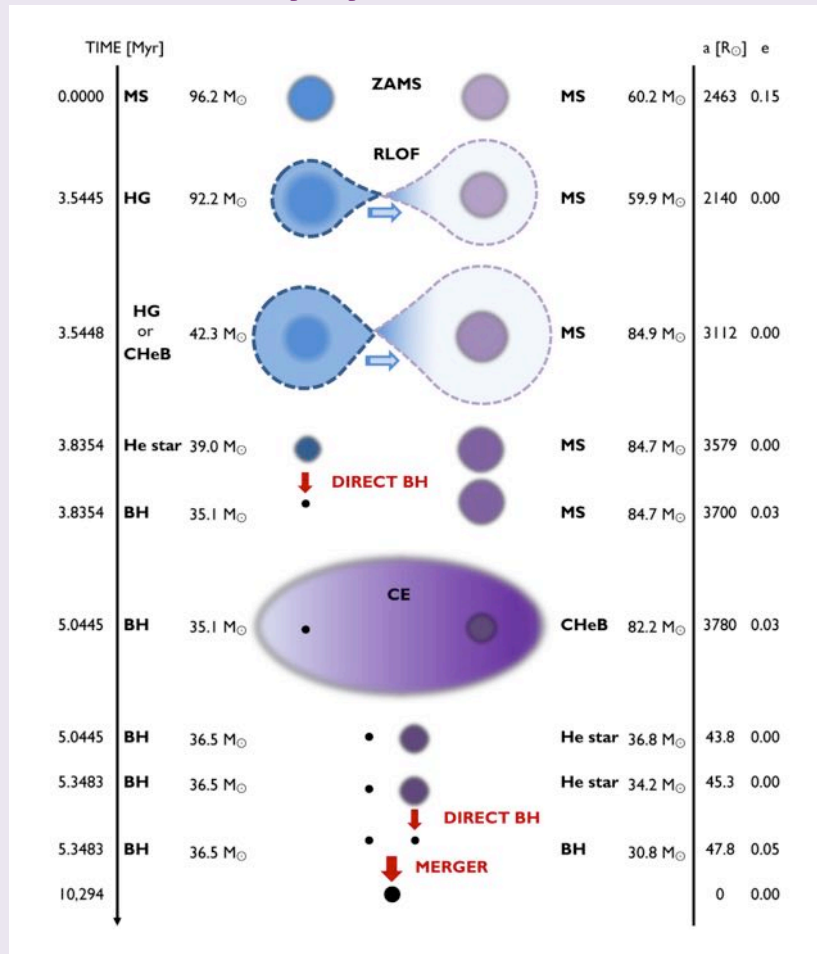 TIME [Myr] a [R☉] e
ZAMS
0.0000 MS 96.2 M☉ MS 60.2 M☉ 2463 0.15
RLOF
3.5445 HG 92.2 M☉ MS 59.9 M☉ 2140 0.00
HG
or
3.5448 CHeB 42.3 M☉ MS 84.9 M☉ 3112 0.00
3.8354 He star 39.0 M☉ MS 84.7 M☉ 3579 0.00
DIRECT BH
3.8354 BH 35.1 M☉ MS 84.7 M☉ 3700 0.03
CE
5.0445 BH 35.1 M☉ CHeB 82.2 M☉ 3780 0.03
5.0445 BH 36.5 M☉ He star 36.8 M☉ 43.8 0.00
5.3483 BH 36.5 M☉ He star 34.2 M☉ 45.3 0.00
DIRECT BH
5.3483 BH 36.5 M☉ BH 30.8 M☉ 47.8 0.05
MERGER
10,294 0 0.00